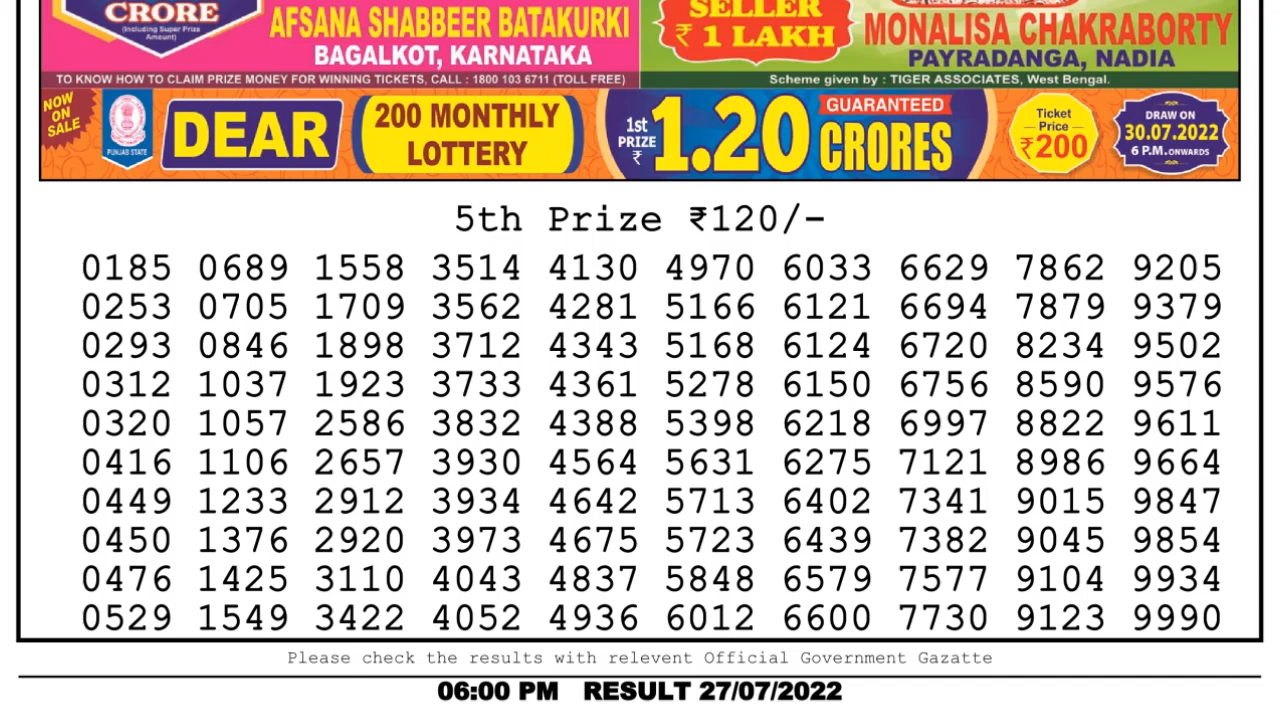 CRORE
(Including Super Prize Amount)
AFSANA SHABBEER BATAKURKI
BAGALKOT, KARNATAKA
SELLER
₹ 1 LAKH
MONALISA CHAKRABORTY
PAYRADANGA, NADIA
TO KNOW HOW TO CLAIM PRIZE MONEY FOR WINNING TICKETS, CALL : 1800 103 6711 (TOLL FREE)
Scheme given by : TIGER ASSOCIATES, West Bengal.
NOW
ON
SALE
PUNJAB STATE
DEAR
200 MONTHLY
LOTTERY
1st
PRIZE
₹
1.20
GUARANTEED
CRORES
Ticket
Price
₹200
DRAW ON
30.07.2022
6 P.M. ONWARDS
5th Prize ₹120/-
0185 0689 1558 3514 4130 4970 6033 6629 7862 9205
0253 0705 1709 3562 4281 5166 6121 6694 7879 9379
0293 0846 1898 3712 4343 5168 6124 6720 8234 9502
0312 1037 1923 3733 4361 5278 6150 6756 8590 9576
0320 1057 2586 3832 4388 5398 6218 6997 8822 9611
0416 1106 2657 3930 4564 5631 6275 7121 8986 9664
0449 1233 2912 3934 4642 5713 6402 7341 9015 9847
0450 1376 2920 3973 4675 5723 6439 7382 9045 9854
0476 1425 3110 4043 4837 5848 6579 7577 9104 9934
0529 1549 3422 4052 4936 6012 6600 7730 9123 9990
Please check the results with relevent Official Government Gazatte
06:00 PM RESULT 27/07/2022